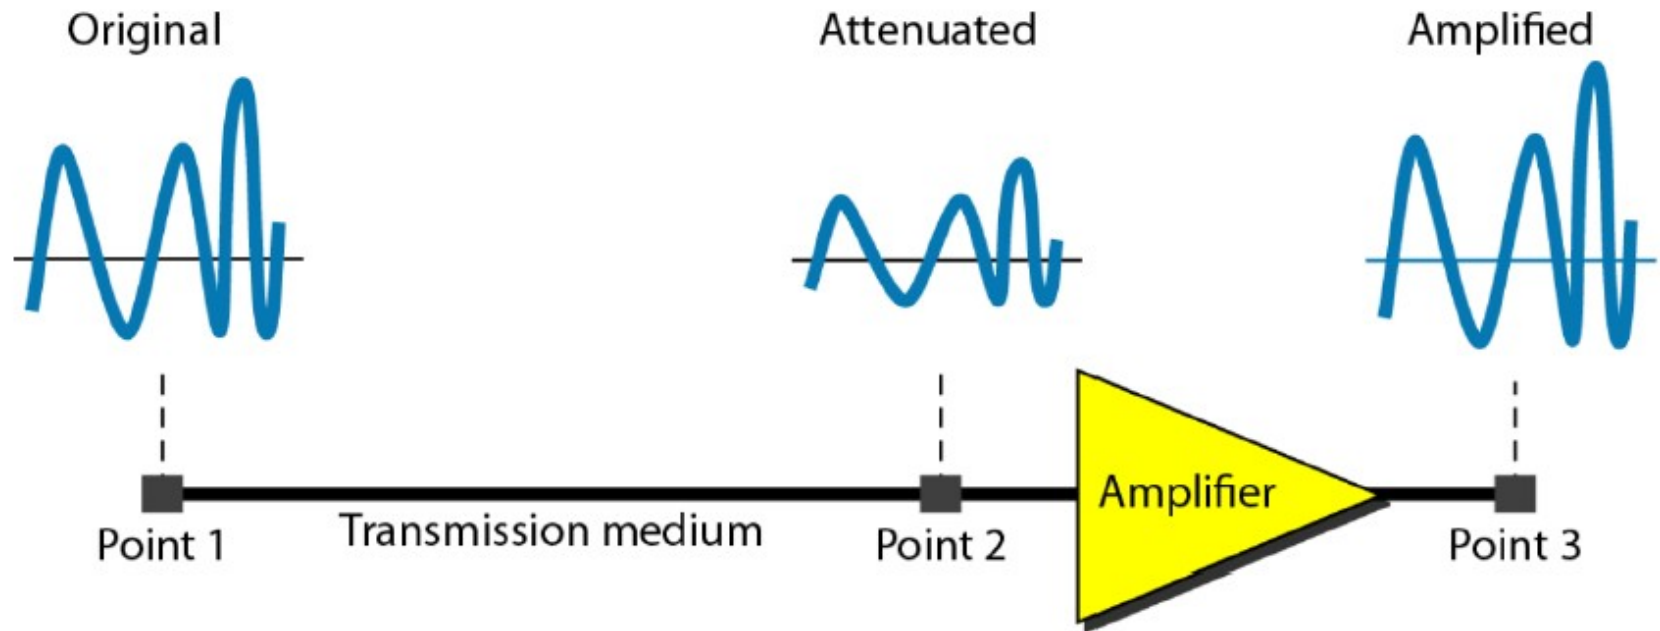 Original
Attenuated
Amplified
Amplifier
Transmission medium
Point 1
Point 2
Point 3